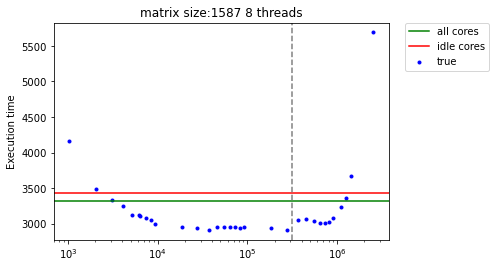 matrix size:1587 8 threads
Execution time
5500
5000
4500
4000
3500
3000
10^3
10^4
10^5
10^6
all cores
idle cores
true